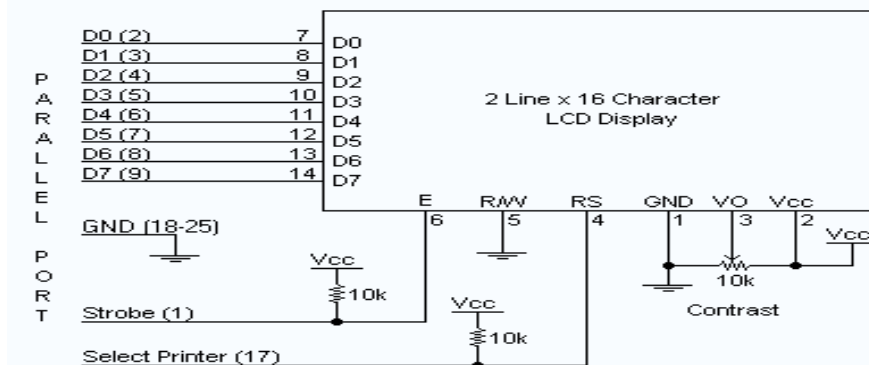 PARALLEL PORT
D0 (2) 7 D0
D1 (3) 8 D1
D2 (4) 9 D2
D3 (5) 10 D3
D4 (6) 11 D4
D5 (7) 12 D5
D6 (8) 13 D6
D7 (9) 14 D7
2 Line x 16 Character
LCD Display
E R/W RS GND VO Vcc
6 5 4 1 3 2
GND (18-25)
Vcc
Vcc
10k
10k
Contrast
Strobe (1)
Vcc
10k
Select Printer (17)